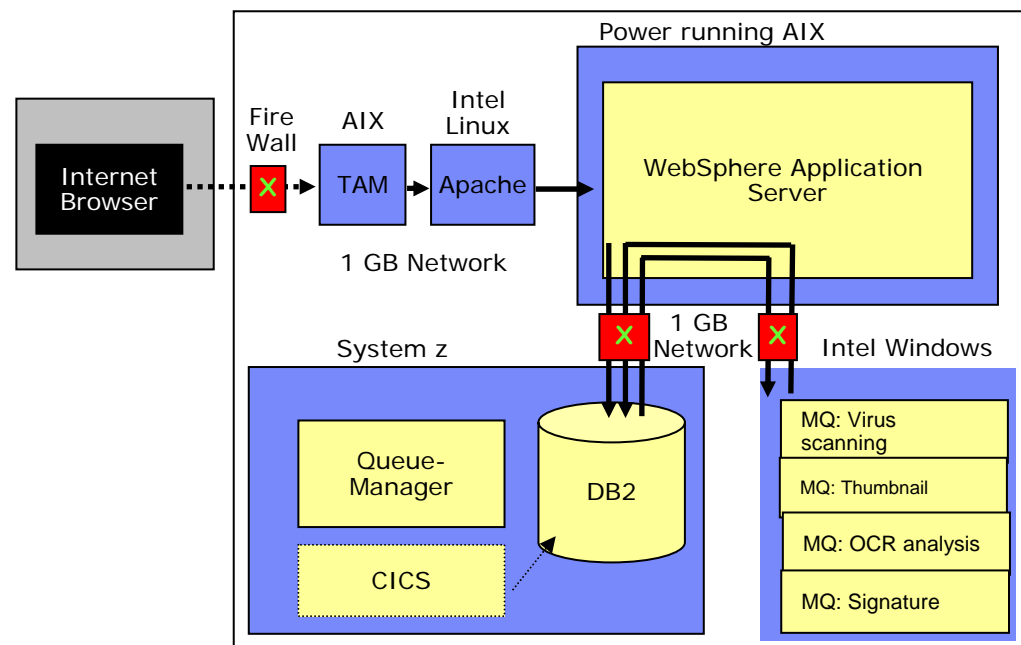 Power running AIX
Fire
Wall
AIX
Intel
Linux
Internet
Browser
X
TAM
Apache
WebSphere Application
Server
1 GB Network
X
1 GB
Network
X
System z
Intel Windows
Queue-
Manager
CICS
DB2
MQ: Virus
scanning
MQ: Thumbnail
MQ: OCR analysis
MQ: Signature